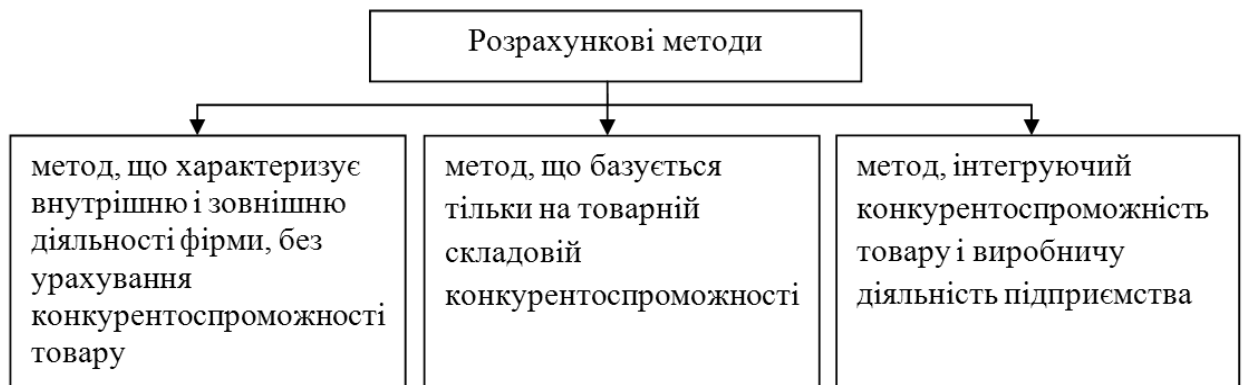 Розрахункові методи
метод, що характеризує
внутрішню і зовнішню
діяльності фірми, без
урахування
конкурентоспроможності
товару
метод, що базується
тільки на товарній
складовій
конкурентоспроможності
метод, інтегруючий
конкурентоспроможність
товару і виробничу
діяльність підприємства